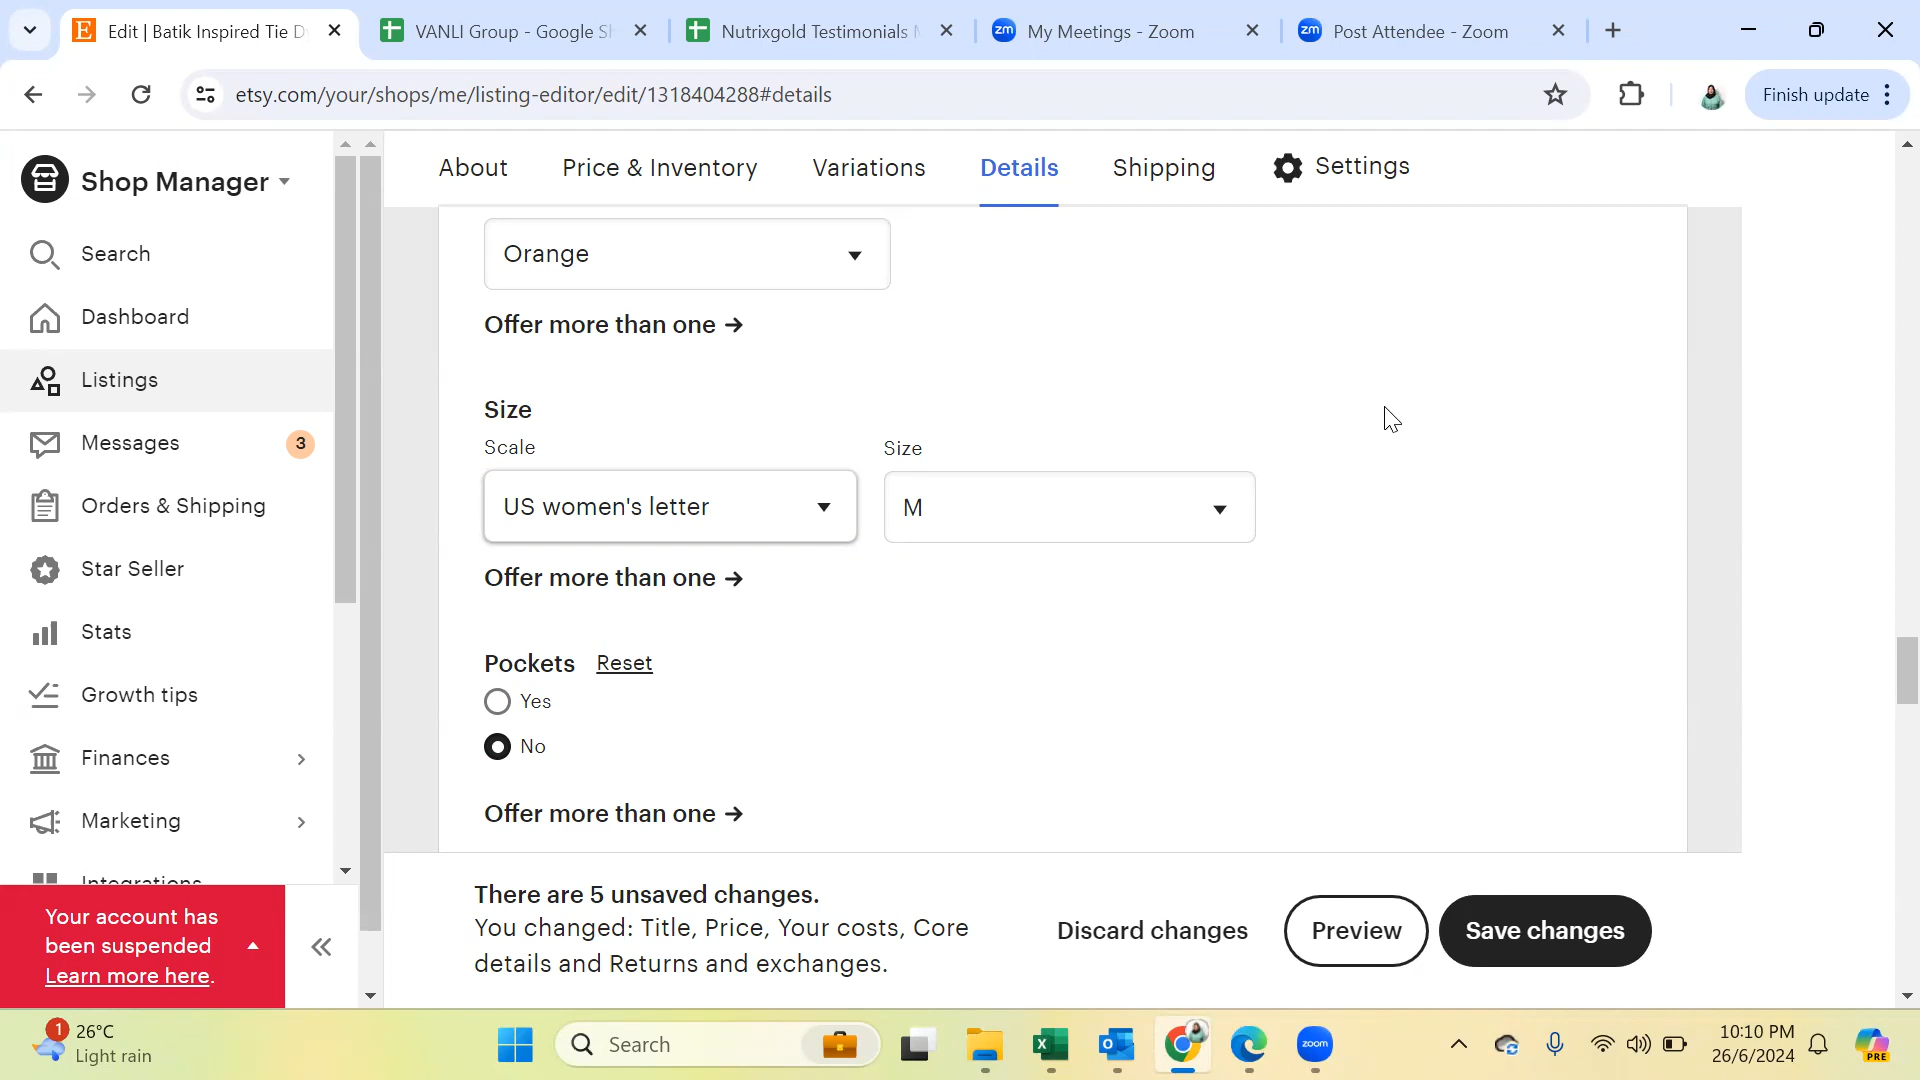 Edit | Batik Inspired Tie D
VANLI Group - Google Sh
Nutrixgold Testimonials
My Meetings - Zoom
Post Attendee - Zoom
etsy.com/your/shops/me/listing-editor/edit/1318404288#details
Finish update
Shop Manager
Search
Dashboard
Listings
Messages
3
Orders & Shipping
Star Seller
Stats
Growth tips
Finances
Marketing
Integrations
Your account has
been suspended
Learn more here.
About
Price & Inventory
Variations
Details
Shipping
Settings
Orange
Offer more than one →
Size
Scale
Size
US women's letter
M
Offer more than one →
Pockets
Reset
Yes
No
Offer more than one →
There are 5 unsaved changes.
You changed: Title, Price, Your costs, Core
details and Returns and exchanges.
Discard changes
Preview
Save changes
1
26°C
Light rain
Search
zoom
10:10 PM
26/6/2024
PRE